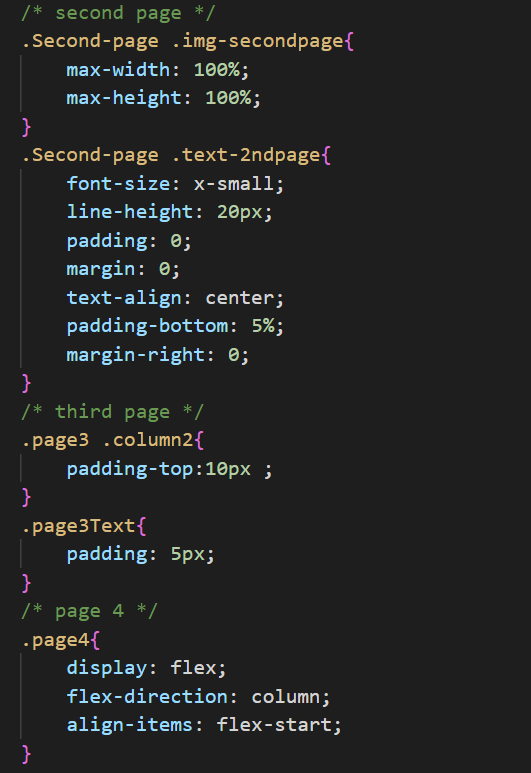 /* second page */
.Second-page .img-secondpage{
    max-width: 100%;
    max-height: 100%;
}
.Second-page .text-2ndpage{
    font-size: x-small;
    line-height: 20px;
    padding: 0;
    margin: 0;
    text-align: center;
    padding-bottom: 5%;
    margin-right: 0;
}
/* third page */
.page3 .column2{
    padding-top:10px ;
}
.page3Text{
    padding: 5px;
}
/* page 4 */
.page4{
    display: flex;
    flex-direction: column;
    align-items: flex-start;
}